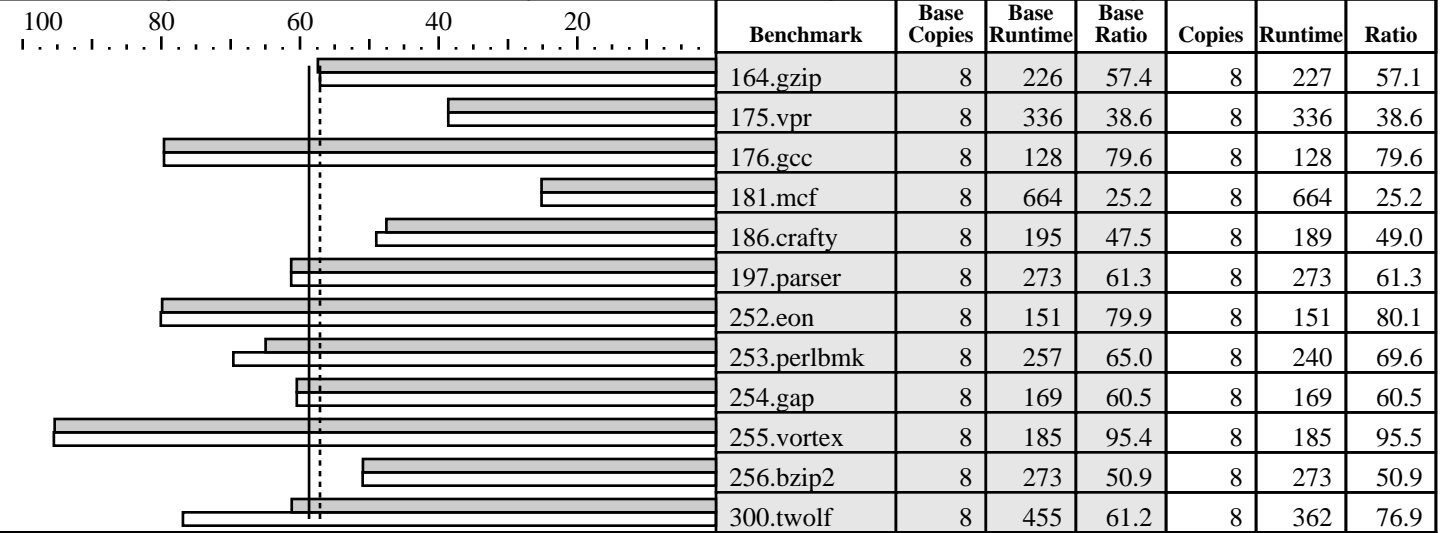 100 80 60 40 20
Benchmark Base Copies Base Runtime Base Ratio Copies Runtime Ratio
164.gzip 8 226 57.4 8 227 57.1
175.vpr 8 336 38.6 8 336 38.6
176.gcc 8 128 79.6 8 128 79.6
181.mcf 8 664 25.2 8 664 25.2
186.crafty 8 195 47.5 8 189 49.0
197.parser 8 273 61.3 8 273 61.3
252.eon 8 151 79.9 8 151 80.1
253.perlbmk 8 257 65.0 8 240 69.6
254.gap 8 169 60.5 8 169 60.5
255.vortex 8 185 95.4 8 185 95.5
256.bzip2 8 273 50.9 8 273 50.9
300.twolf 8 455 61.2 8 362 76.9